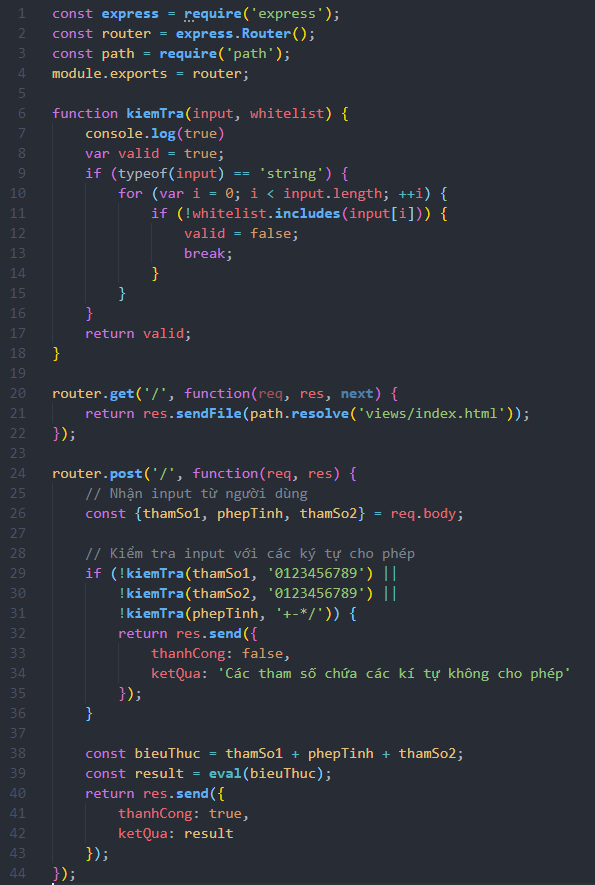 1 const express = require('express');
2 const router = express.Router();
3 const path = require('path');
4 module.exports = router;
5
6 function kiemTra(input, whitelist) {
7     console.log(true)
8     var valid = true;
9     if (typeof(input) == 'string') {
10         for (var i = 0; i < input.length; ++i) {
11             if (!whitelist.includes(input[i])) {
12                 valid = false;
13                 break;
14             }
15         }
16     }
17     return valid;
18 }
19
20 router.get('/', function(req, res, next) {
21     return res.sendFile(path.resolve('views/index.html'));
22 });
23
24 router.post('/', function(req, res) {
25     // Nhận input từ người dùng
26     const {thamSo1, phepTinh, thamSo2} = req.body;
27
28     // Kiểm tra input với các ký tự cho phép
29     if (!kiemTra(thamSo1, '0123456789') ||
30         !kiemTra(thamSo2, '0123456789') ||
31         !kiemTra(phepTinh, '+-*/')) {
32         return res.send({
33             thanhCong: false,
34             ketQua: 'Các tham số chứa các kí tự không cho phép'
35         });
36     }
37
38     const bieuThuc = thamSo1 + phepTinh + thamSo2;
39     const result = eval(bieuThuc);
40     return res.send({
41         thanhCong: true,
42         ketQua: result
43     });
44 });